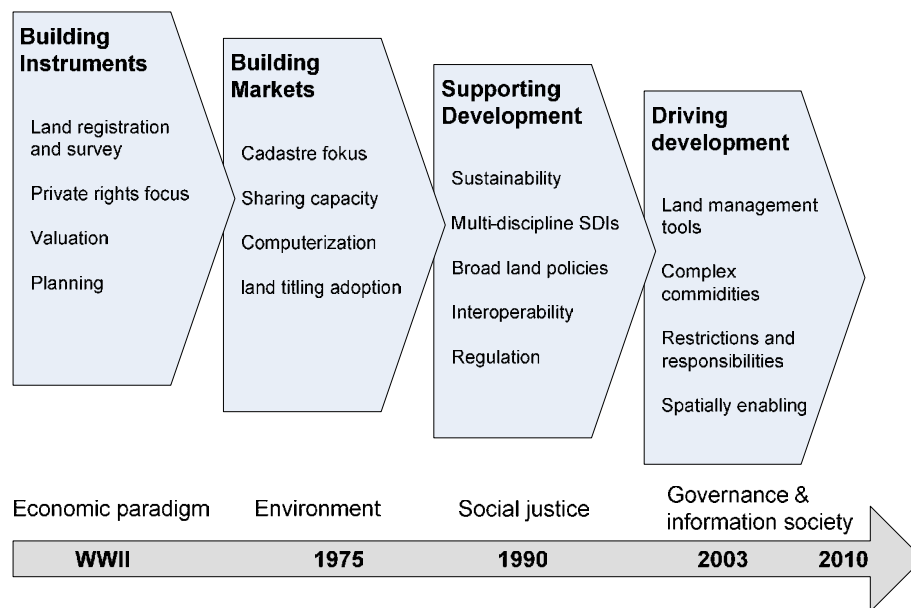 Building
Instruments
Land registration
and survey
Private rights focus
Valuation
Planning
Building
Markets
Cadastre fokus
Sharing capacity
Computerization
land titling adoption
Supporting
Development
Sustainability
Multi-discipline SDIs
Broad land policies
Interoperability
Regulation
Driving
development
Land management
tools
Complex
commidities
Restrictions and
responsibilities
Spatially enabling
Economic paradigm
Environment
Social justice
Governance &
information society
WWII
1975
1990
2003
2010